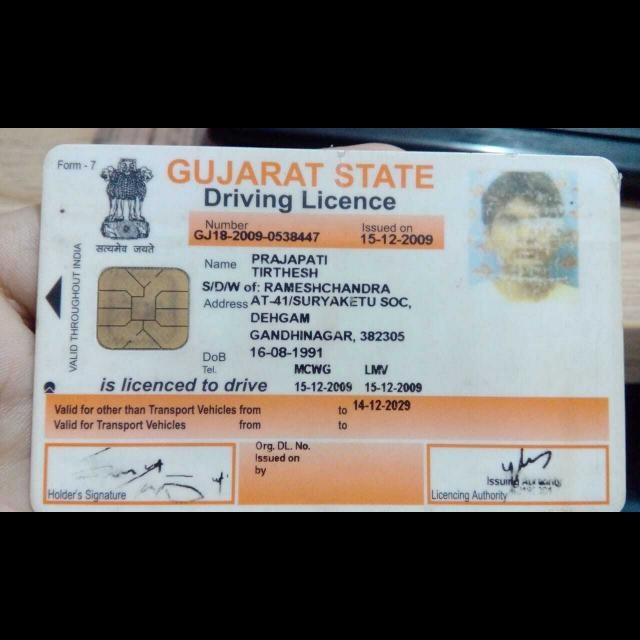 Form - 7
GUJARAT STATE
Driving Licence
सत्यमेव जयते
Number Issued on
GJ18-2009-0538447 15-12-2009
VALID THROUGHOUT INDIA
Name PRAJAPATI
TIRTHESH
S/D/W of: RAMESHCHANDRA
Address AT-41/SURYAKETU SOC,
DEHGAM
GANDHINAGAR, 382305
DoB 16-08-1991
Tel. MCWG LMV
is licenced to drive 15-12-2009 15-12-2009
Valid for other than Transport Vehicles from to 14-12-2029
Valid for Transport Vehicles from to
Org. DL. No.
Issued on
by
Holder's Signature
Issuing
Licencing Authority